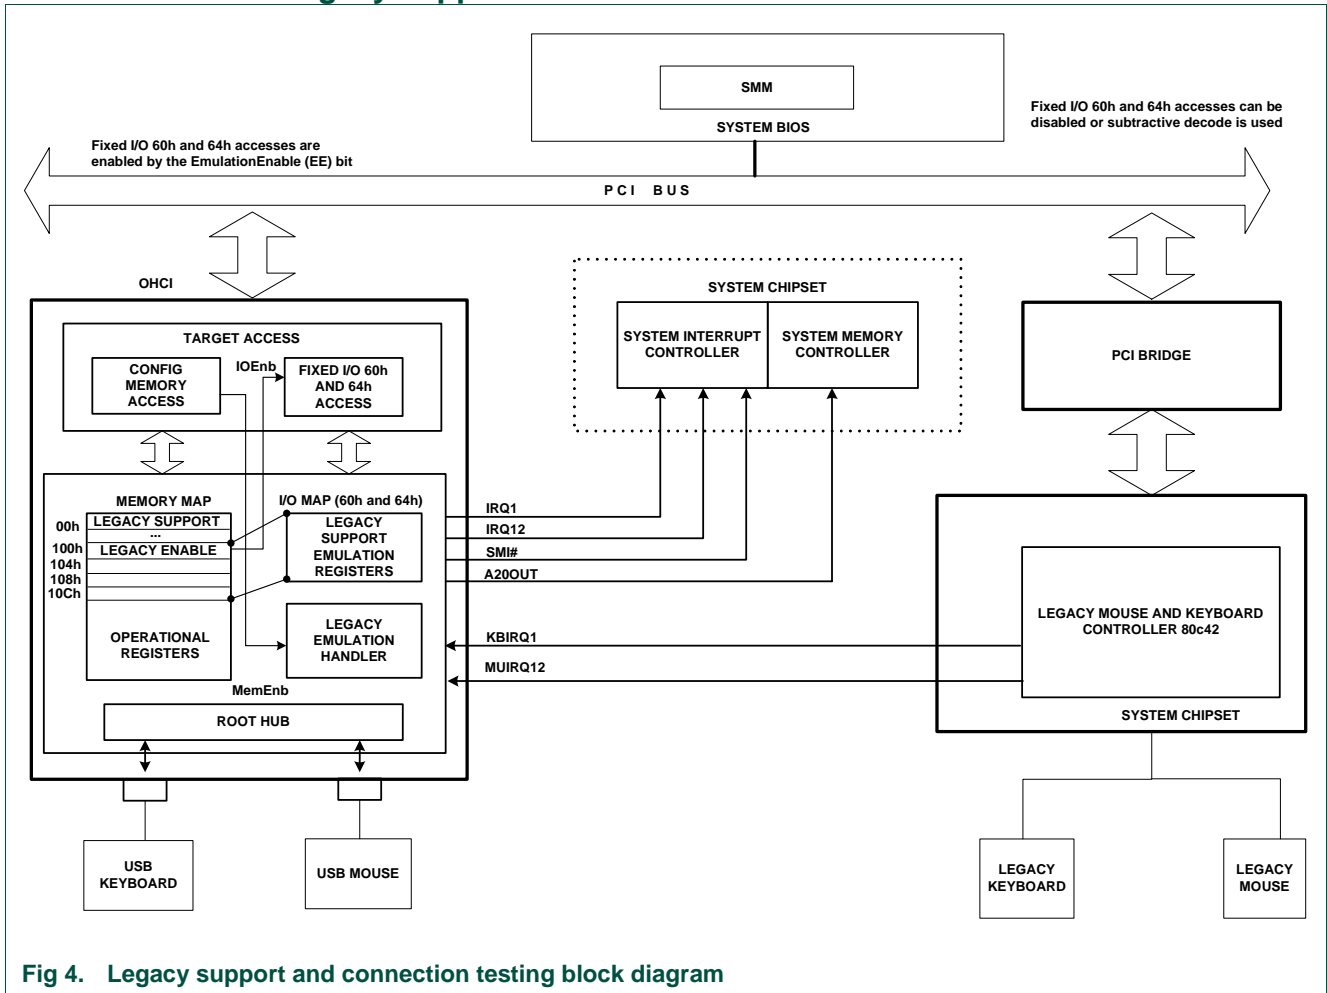 SMM
SYSTEM BIOS
Fixed I/O 60h and 64h accesses can be
disabled or subtractive decode is used
Fixed I/O 60h and 64h accesses are
enabled by the EmulationEnable (EE) bit
PCI BUS
OHCI
TARGET ACCESS
CONFIG
MEMORY
ACCESS
IOEnb
FIXED I/O 60h
AND 64h
ACCESS
MEMORY MAP
I/O MAP (60h and 64h)
00h
LEGACY SUPPORT
...
100h
LEGACY ENABLE
104h
108h
10Ch
OPERATIONAL
REGISTERS
LEGACY
SUPPORT
EMULATION
REGISTERS
LEGACY
EMULATION
HANDLER
MemEnb
ROOT HUB
USB
KEYBOARD
USB MOUSE
SYSTEM CHIPSET
SYSTEM INTERRUPT
CONTROLLER
SYSTEM MEMORY
CONTROLLER
IRQ1
IRQ12
SMI#
A20OUT
KBIRQ1
MUIRQ12
PCI BRIDGE
LEGACY MOUSE AND KEYBOARD
CONTROLLER 80c42
SYSTEM CHIPSET
LEGACY
KEYBOARD
LEGACY
MOUSE
Fig 4. Legacy support and connection testing block diagram